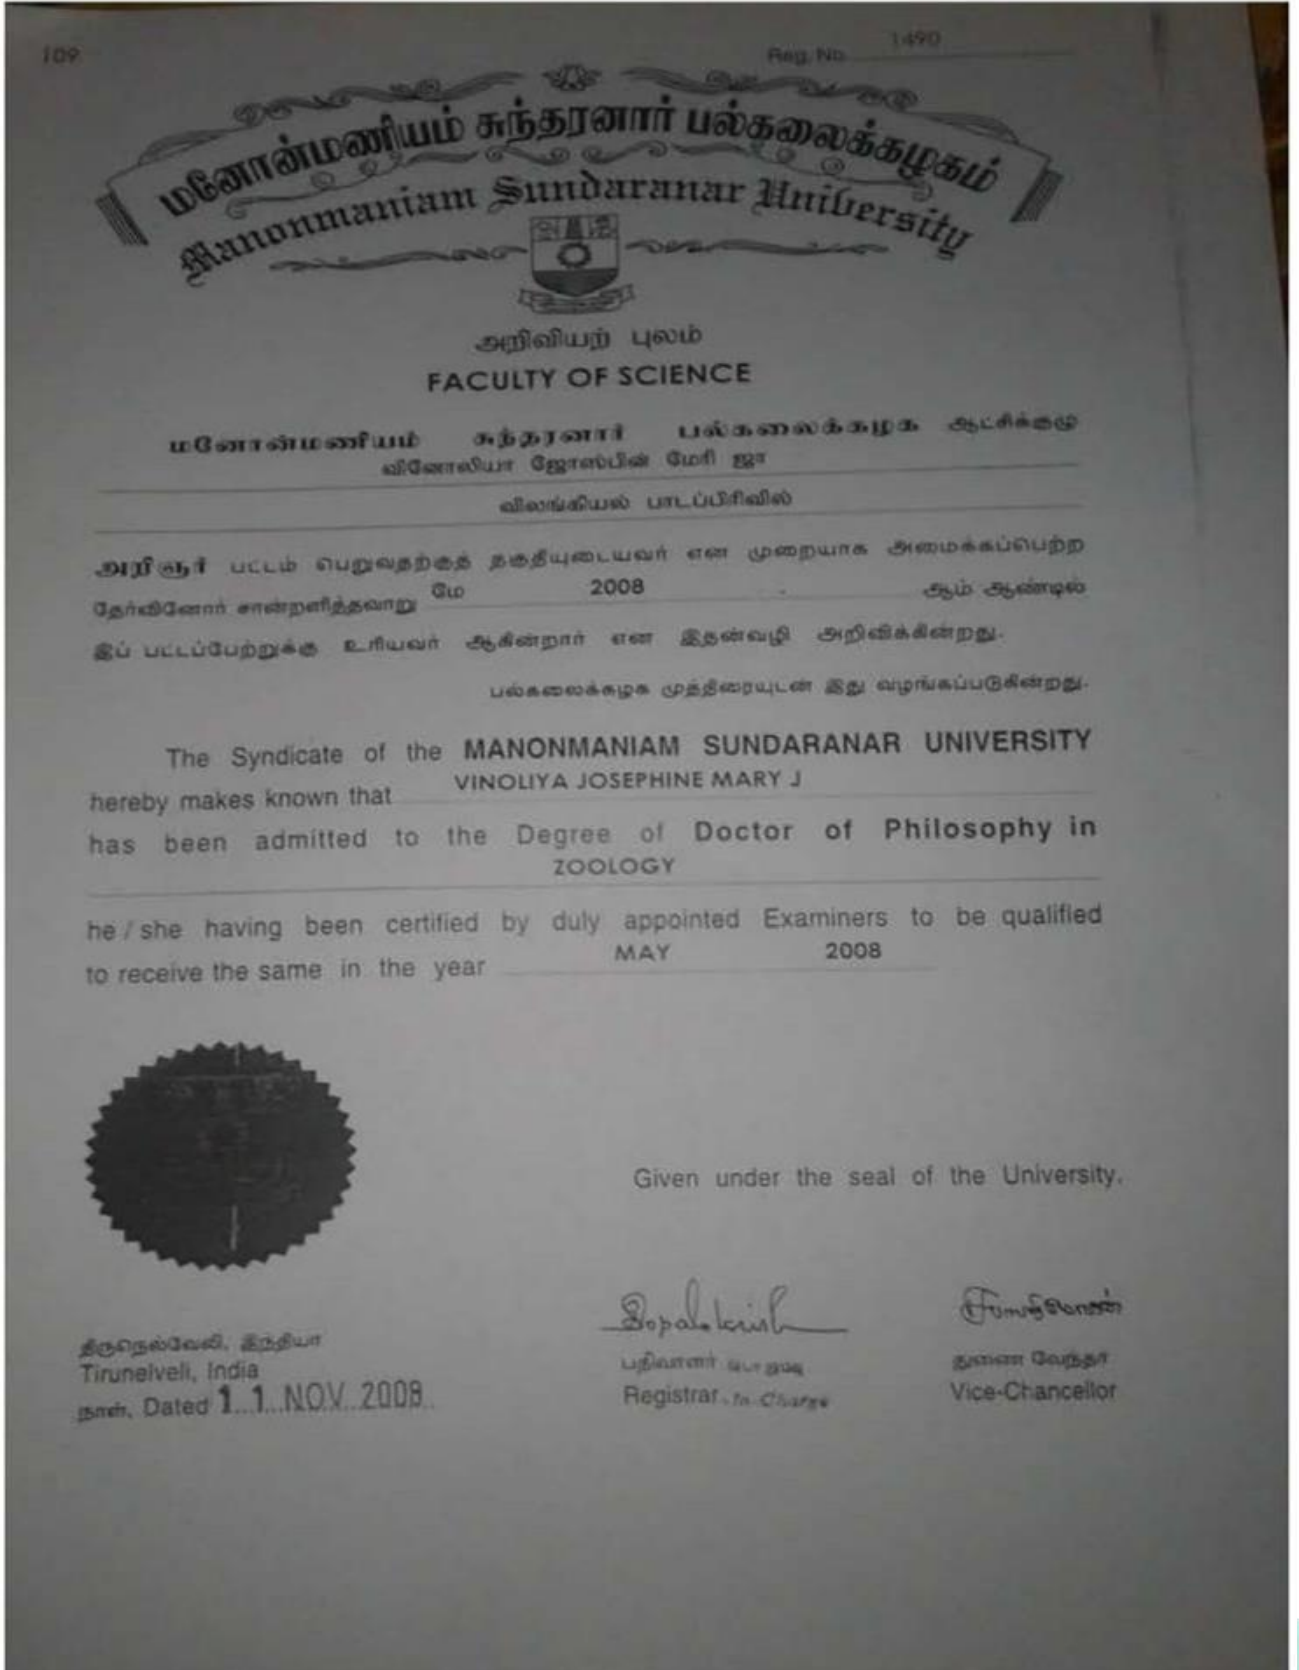 109
Reg. No. 1490
மனோன்மணியம் சுந்தரனார் பல்கலைக்கழகம்
Manonmaniam Sundaranar University
அறிவியற் புலம்
FACULTY OF SCIENCE
மனோன்மணியம் சுந்தரனார் பல்கலைக்கழக ஆட்சிக்குழு
வினோலியா ஜோஸ்பின் மேரி ஜா
விலங்கியல் பாடப்பிரிவில்
அறிஞர் பட்டம் பெறுவதற்குத் தகுதியுடையவர் என முறையாக அமைக்கப்பெற்ற
தேர்வினோர் சான்றளித்தவாறு மே 2008 ஆம் ஆண்டில்
இப் பட்டப்பேற்றுக்கு உரியவர் ஆகின்றார் என இதன்வழி அறிவிக்கின்றது.
பல்கலைக்கழக முத்திரையுடன் இது வழங்கப்படுகின்றது.
The Syndicate of the MANONMANIAM SUNDARANAR UNIVERSITY
hereby makes known that VINOLIYA JOSEPHINE MARY J
has been admitted to the Degree of Doctor of Philosophy in
ZOOLOGY
he / she having been certified by duly appointed Examiners to be qualified
to receive the same in the year MAY 2008
Given under the seal of the University.
திருநெல்வேலி, இந்தியா
Tirunelveli, India
நாள், Dated 11 NOV 2008
Gopalakrish
பதிவாளர் பொறுப்பு
Registrar In Charge
துணை வேந்தர்
Vice-Chancellor